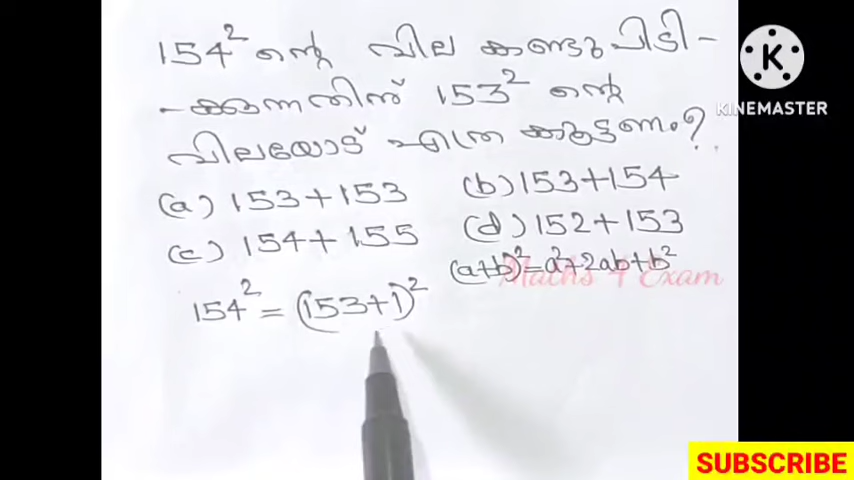 154² ന്റെ വില കണ്ടുപിടി-
-ക്കുന്നതിന് 153² ന്റെ
വിലയോട് എത്ര കൂട്ടണം?
(a) 153+153 (b) 153+154
(c) 154+155 (d) 152+153
(a+b)²=a²+2ab+b²
154² = (153+1)²
Maths 4 Exam
K
KINEMASTER
SUBSCRIBE